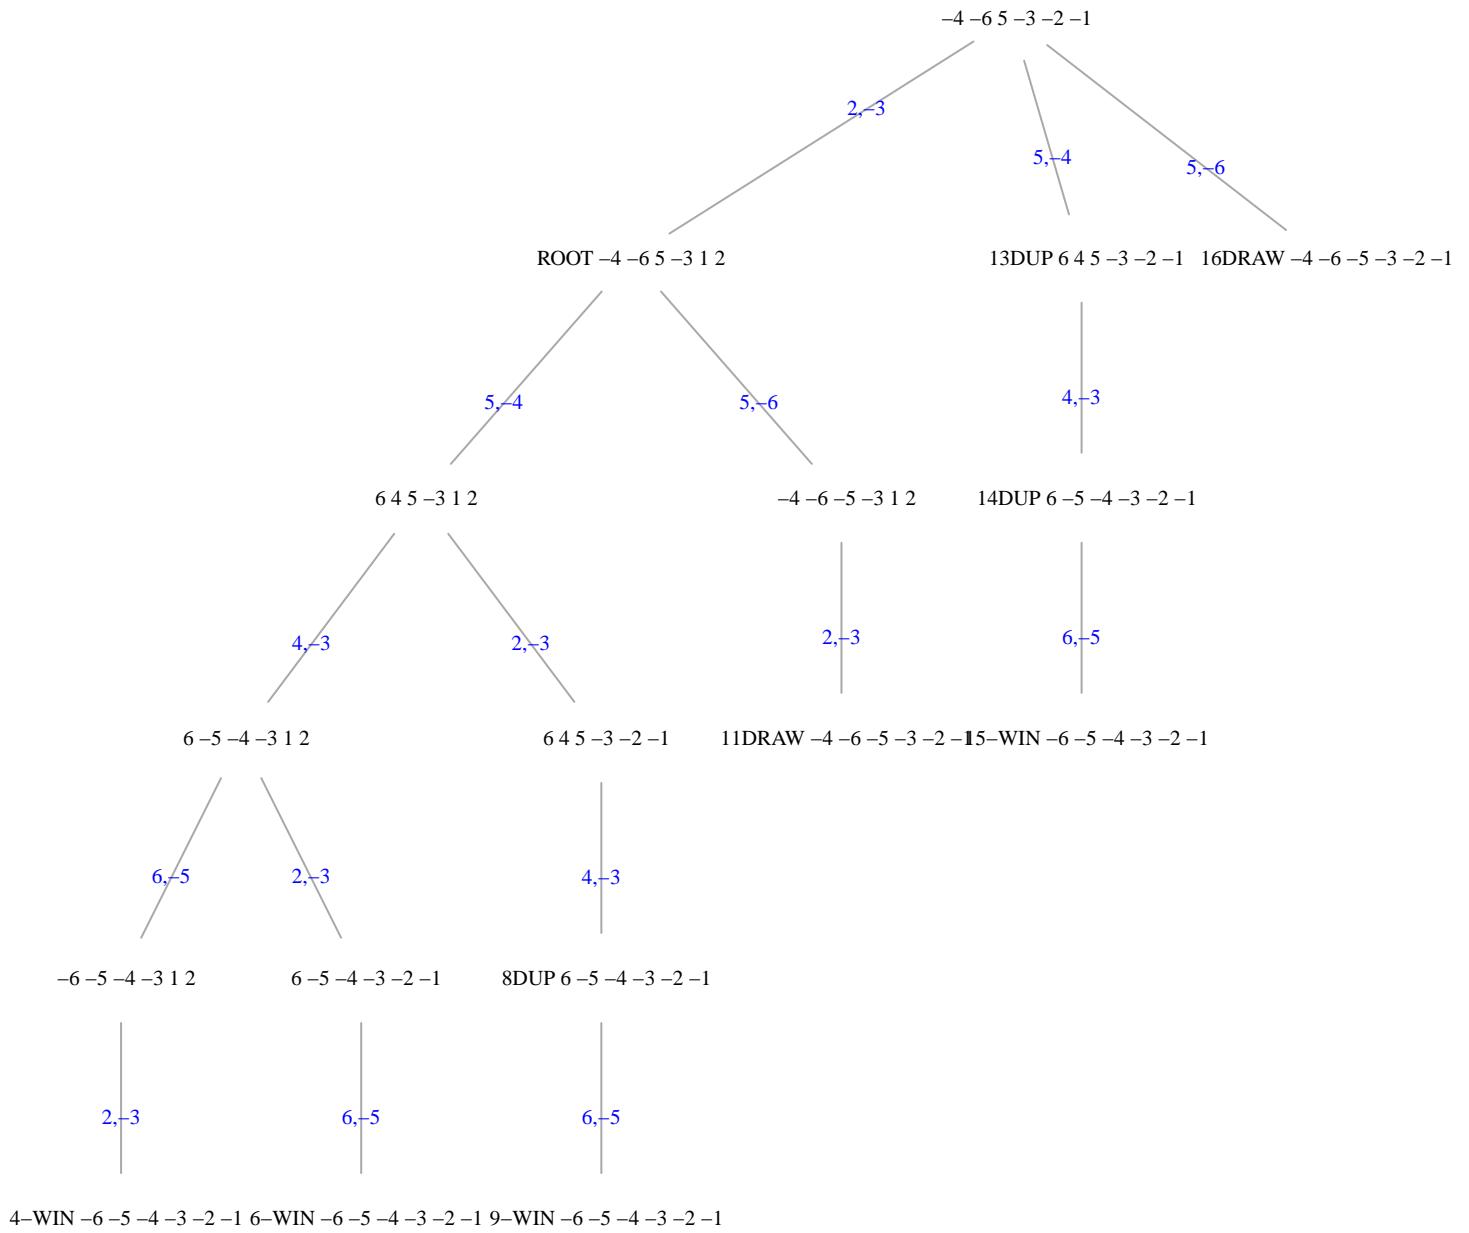 –4 –6 5 –3 –2 –1
2,–3
5,–4
5,–6
ROOT –4 –6 5 –3 1 2
13DUP 6 4 5 –3 –2 –1
16DRAW –4 –6 –5 –3 –2 –1
5,–4
5,–6
4,–3
6 4 5 –3 1 2
–4 –6 –5 –3 1 2
14DUP 6 –5 –4 –3 –2 –1
4,–3
2,–3
2,–3
6,–5
6 –5 –4 –3 1 2
6 4 5 –3 –2 –1
11DRAW –4 –6 –5 –3 –2 –1
15–WIN –6 –5 –4 –3 –2 –1
6,–5
2,–3
4,–3
–6 –5 –4 –3 1 2
6 –5 –4 –3 –2 –1
8DUP 6 –5 –4 –3 –2 –1
2,–3
6,–5
6,–5
4–WIN –6 –5 –4 –3 –2 –1
6–WIN –6 –5 –4 –3 –2 –1
9–WIN –6 –5 –4 –3 –2 –1